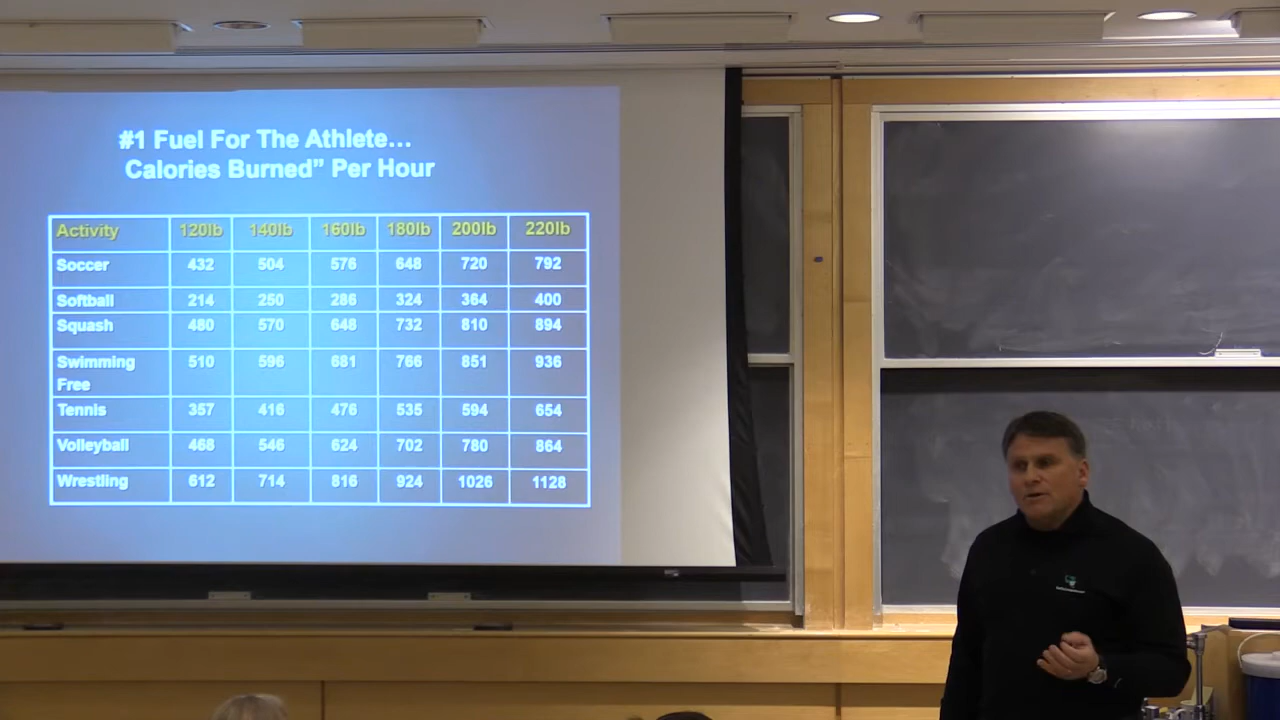 #1 Fuel For The Athlete…
Calories Burned” Per Hour
Activity 120lb 140lb 160lb 180lb 200lb 220lb
Soccer 432 504 576 648 720 792
Softball 214 250 286 324 364 400
Squash 480 570 648 732 810 894
Swimming Free 510 596 681 766 851 936
Tennis 357 416 476 535 594 654
Volleyball 468 546 624 702 780 864
Wrestling 612 714 816 924 1026 1128